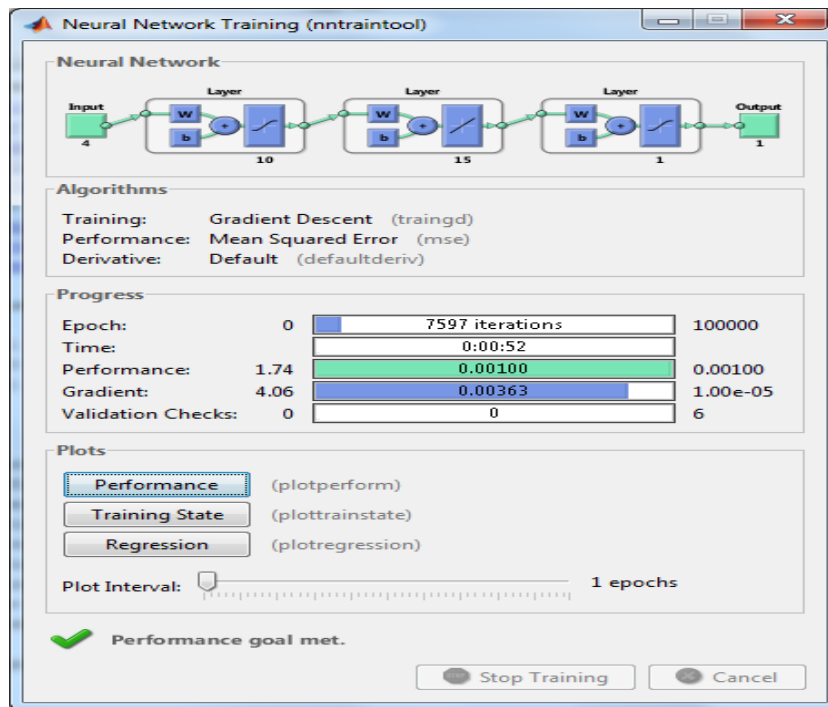 Neural Network Training (nntraintool)
Neural Network
Layer Layer Layer
Input Output
W W W
b b b
+ + +
4 10 15 1 1
Algorithms
Training: Gradient Descent (traingd)
Performance: Mean Squared Error (mse)
Derivative: Default (defaultderiv)
Progress
Epoch: 0 7597 iterations 100000
Time: 0:00:52
Performance: 1.74 0.00100 0.00100
Gradient: 4.06 0.00363 1.00e-05
Validation Checks: 0 0 6
Plots
Performance (plotperform)
Training State (plottrainstate)
Regression (plotregression)
Plot Interval: 1 epochs
Performance goal met.
Stop Training Cancel